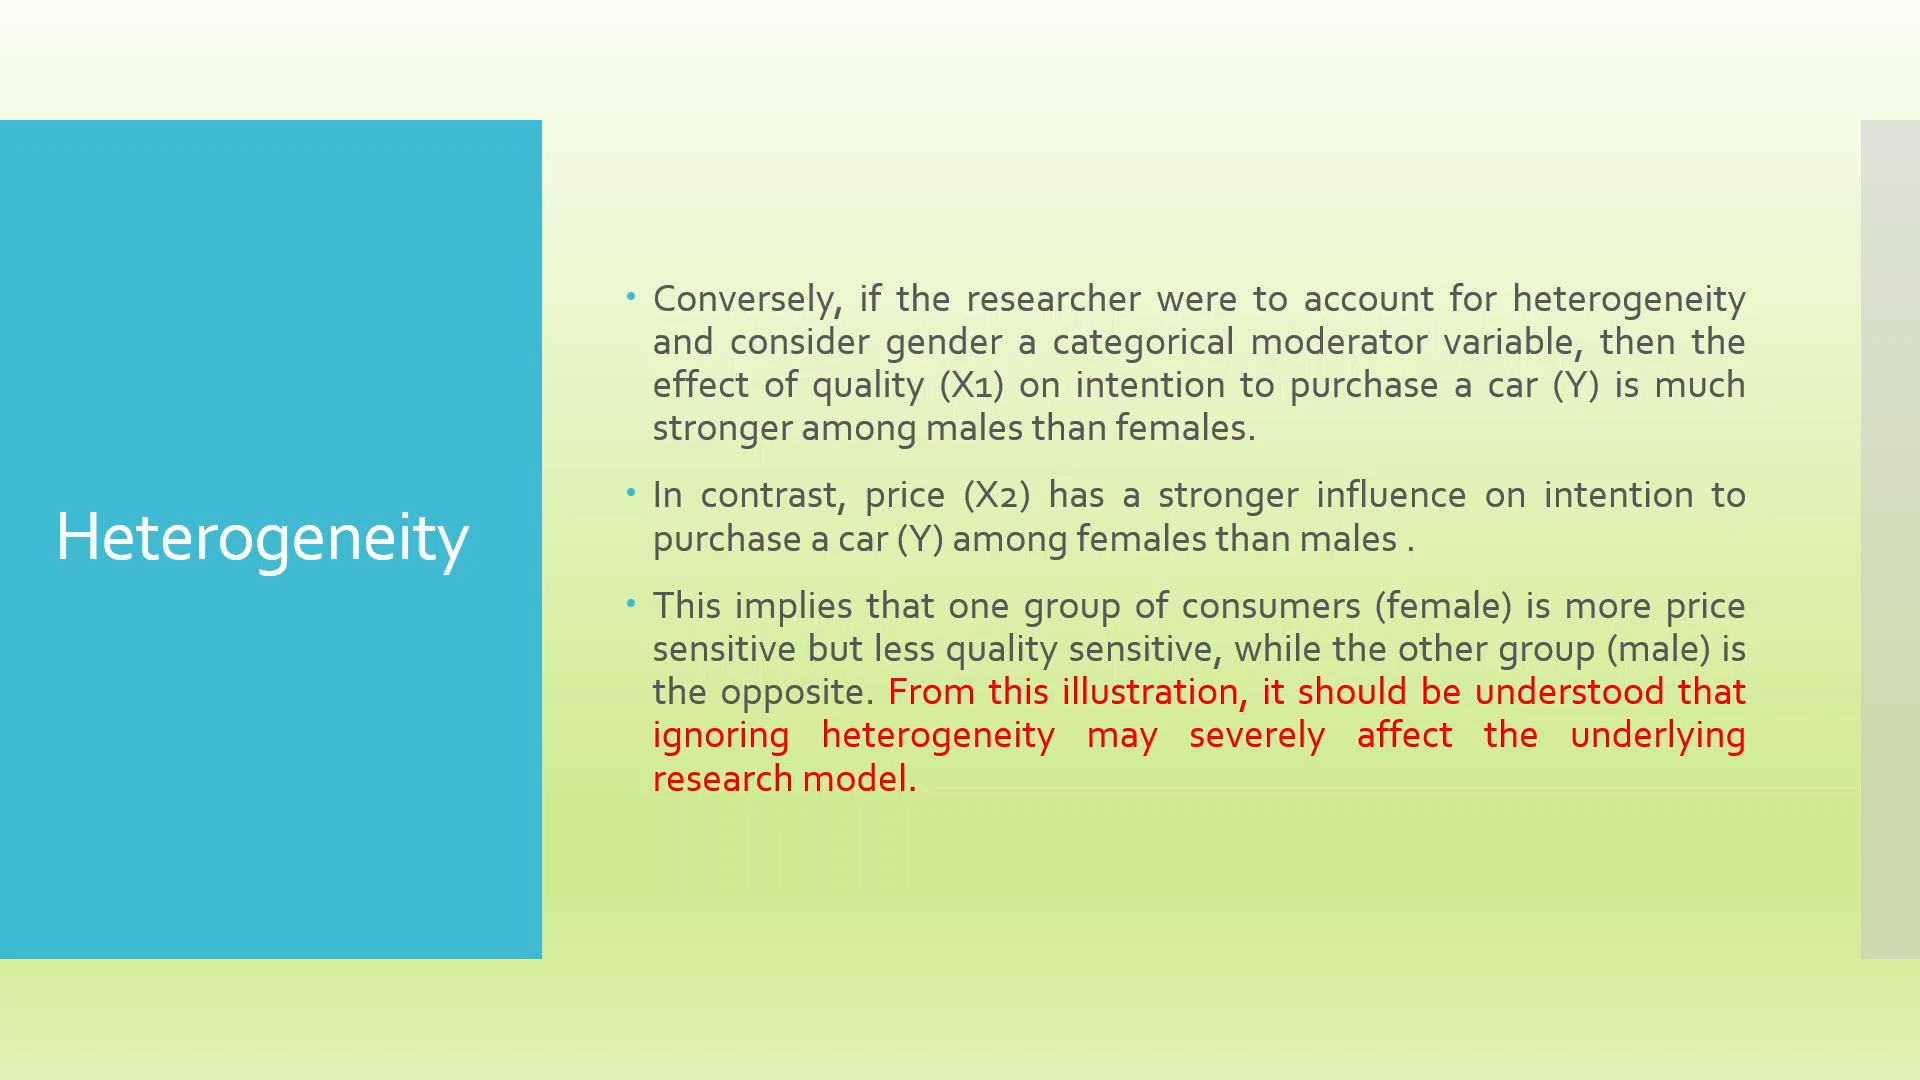 Heterogeneity
• Conversely, if the researcher were to account for heterogeneity
and consider gender a categorical moderator variable, then the
effect of quality (X1) on intention to purchase a car (Y) is much
stronger among males than females.
• In contrast, price (X2) has a stronger influence on intention to
purchase a car (Y) among females than males .
• This implies that one group of consumers (female) is more price
sensitive but less quality sensitive, while the other group (male) is
the opposite. From this illustration, it should be understood that
ignoring heterogeneity may severely affect the underlying
research model.